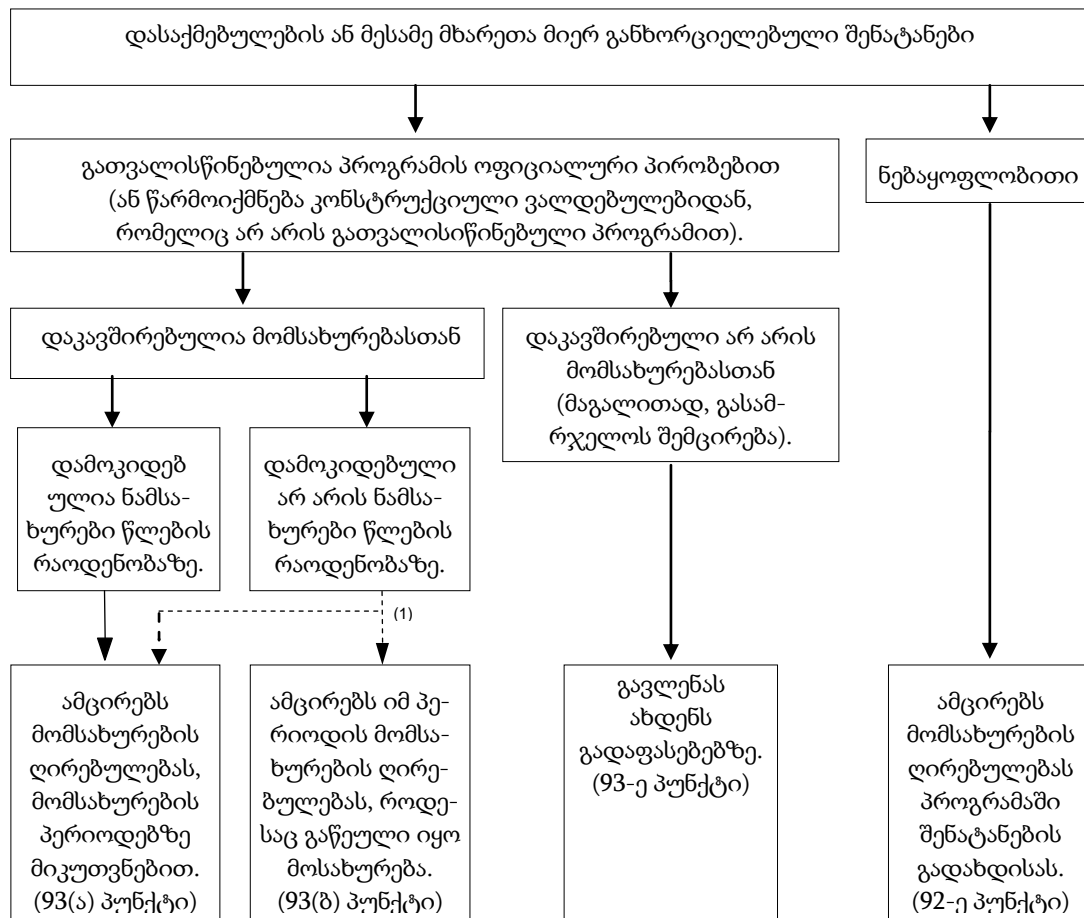 დასაქმებულების ან მესამე მხარეთა მიერ განხორციელებული შენატანები
გათვალისწინებულია პროგრამის ოფიციალური პირობებით
(ან წარმოიქმნება კონსტრუქციული ვალდებულებიდან,
რომელიც არ არის გათვალისიწინებული პროგრამით).
ნებაყოფლობითი
დაკავშირებულია მომსახურებასთან
დაკავშირებული არ არის
მომსახურებასთან
(მაგალითად, გასამ-
რჯელოს შემცირება).
დამოკიდებ
ულია ნამსა-
ხურები წლების
რაოდენობაზე.
დამოკიდებული
არ არის ნამსა-
ხურები წლების
რაოდენობაზე.
(1)
ამცირებს
მომსახურების
ღირებულებას,
მომსახურების
პერიოდებზე
მიკუთვნებით.
(93(ა) პუნქტი)
ამცირებს იმ პე-
რიოდის მომსა-
ხურების ღირე-
ბულებას, როდე-
საც გაწეული იყო
მოსახურება.
(93(ბ) პუნქტი)
გავლენას
ახდენს
გადაფასებებზე.
(93-ე პუნქტი)
ამცირებს
მომსახურების
ღირებულებას
პროგრამაში
შენატანების
გადახდისას.
(92-ე პუნქტი)